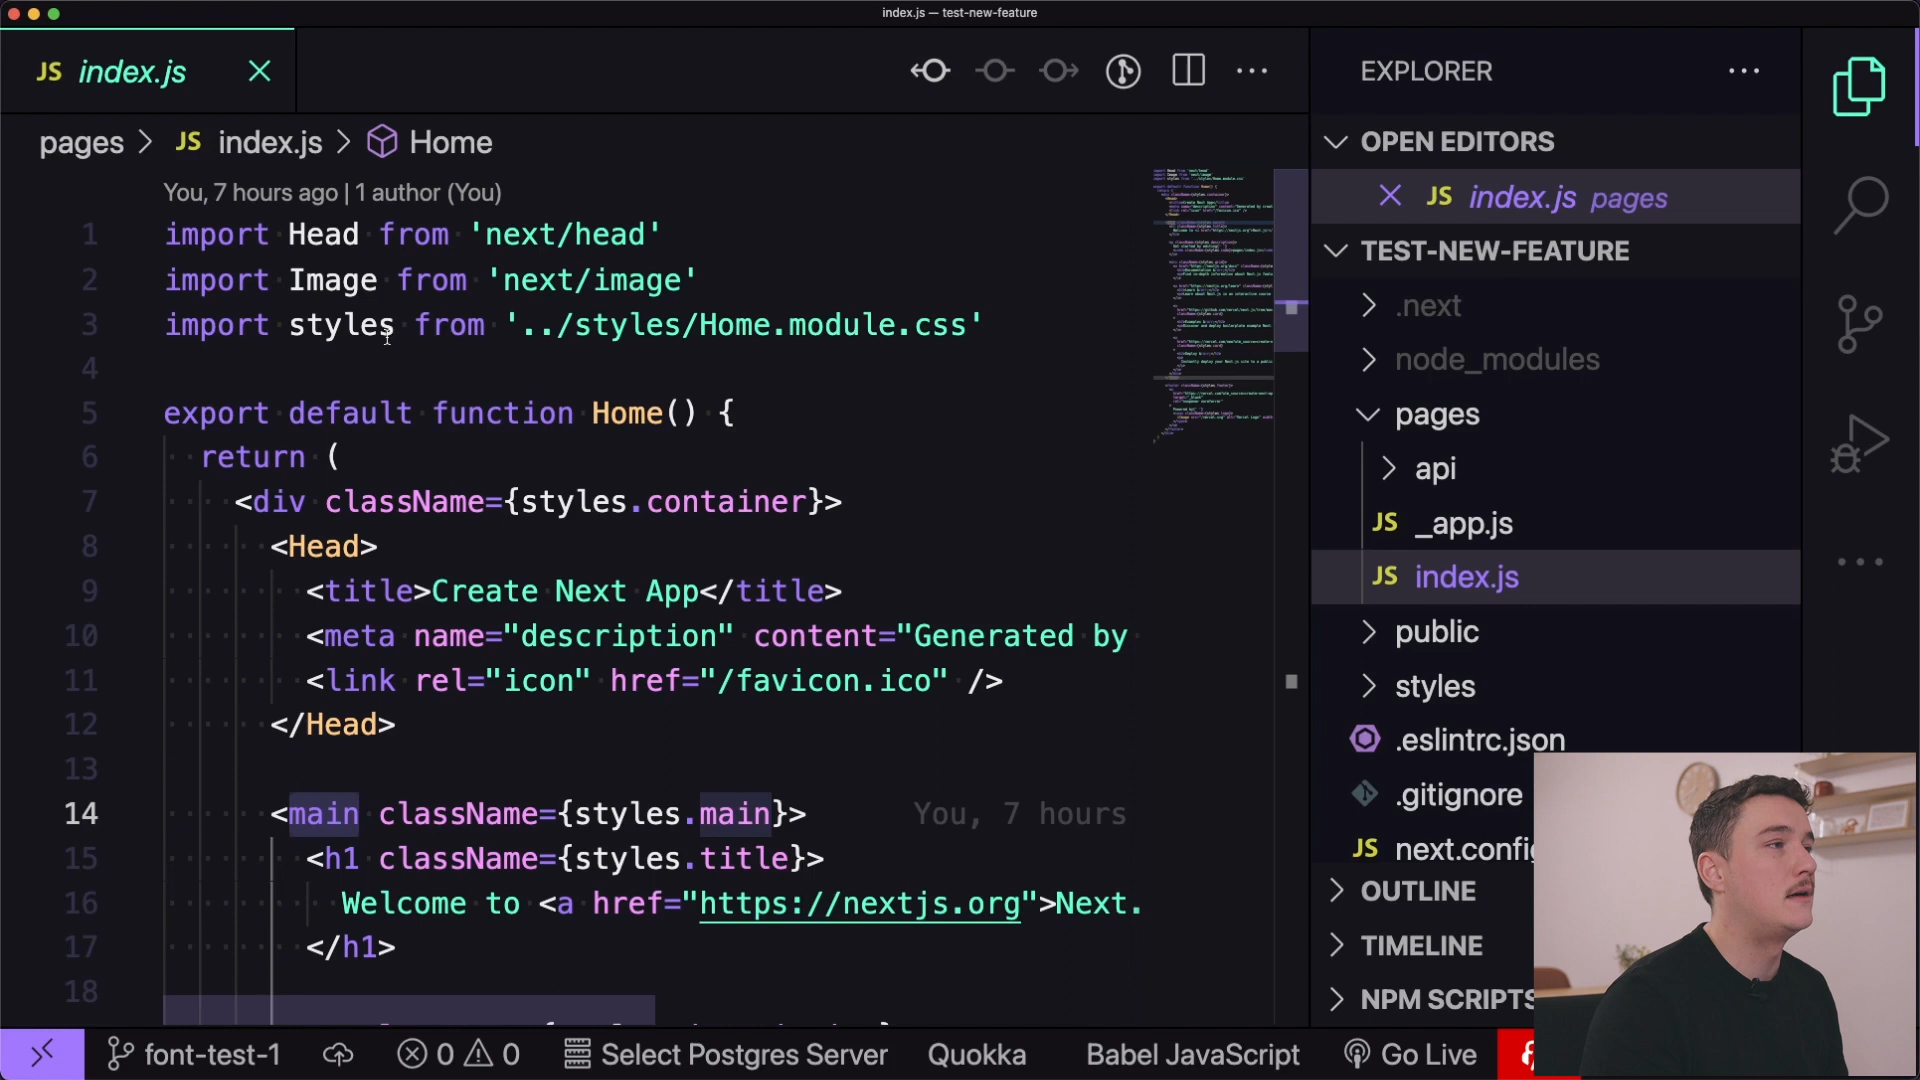 index.js — test-new-feature
JS index.js
pages > JS index.js > Home
You, 7 hours ago | 1 author (You)
1 import Head from 'next/head'
2 import Image from 'next/image'
3 import styles from '../styles/Home.module.css'
4
5 export default function Home() {
6 return (
7 <div className={styles.container}>
8 <Head>
9 <title>Create Next App</title>
10 <meta name="description" content="Generated by
11 <link rel="icon" href="/favicon.ico" />
12 </Head>
13
14 <main className={styles.main}> You, 7 hours
15 <h1 className={styles.title}>
16 Welcome to <a href="https://nextjs.org">Next.
17 </h1>
18
EXPLORER
OPEN EDITORS
JS index.js pages
TEST-NEW-FEATURE
.next
node_modules
pages
api
JS _app.js
JS index.js
public
styles
.eslintrc.json
.gitignore
JS next.config
OUTLINE
TIMELINE
NPM SCRIPTS
font-test-1 0 0 Select Postgres Server Quokka Babel JavaScript Go Live